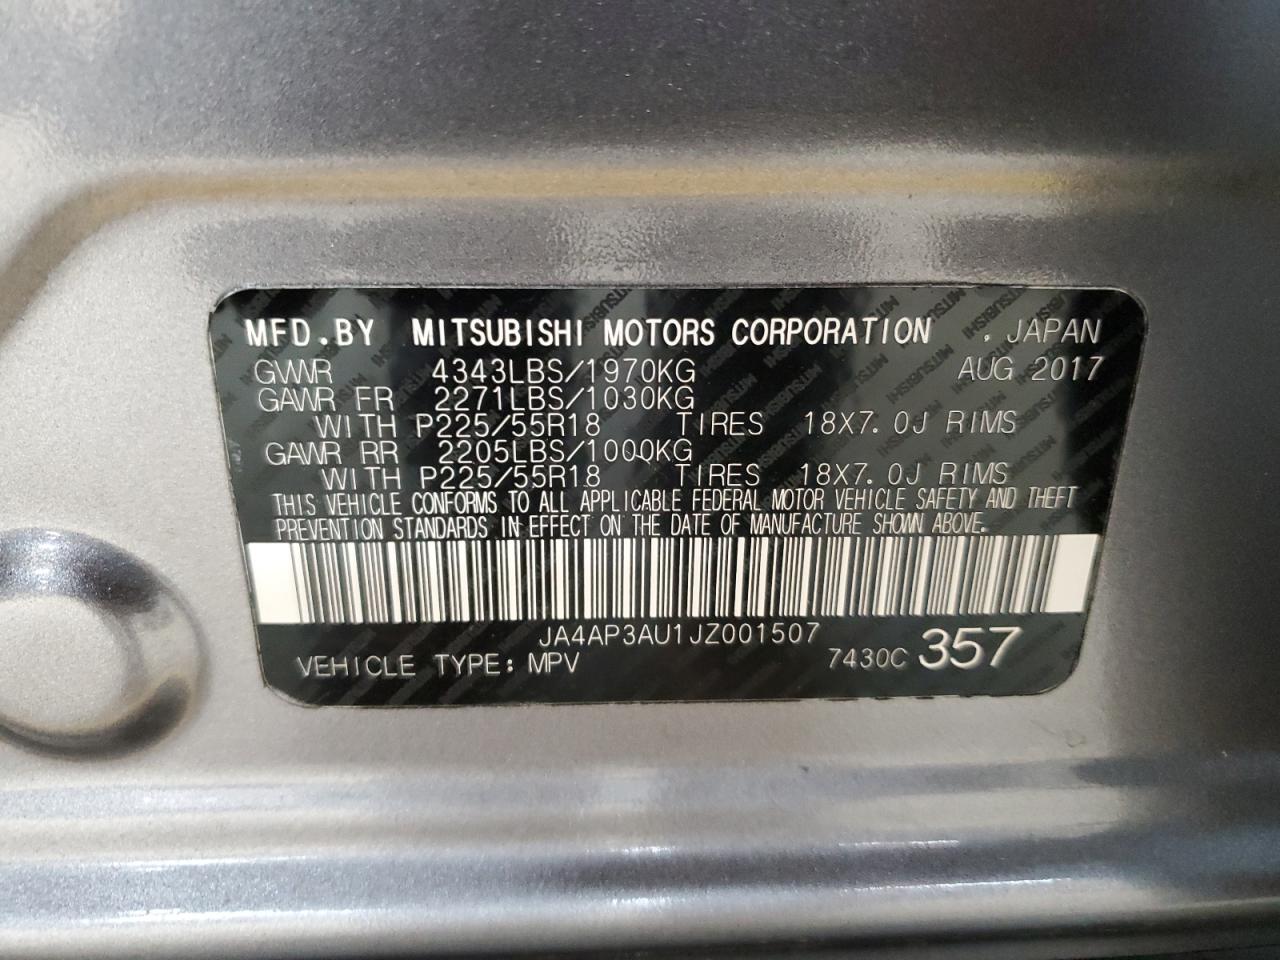 MFD. BY MITSUBISHI MOTORS CORPORATION . JAPAN
GVWR 4343LBS/1970KG AUG 2017
GAWR FR 2271LBS/1030KG
WITH P225/55R18 TIRES 18X7. 0J RIMS
GAWR RR 2205LBS/1000KG
WITH P225/55R18 TIRES 18X7. 0J RIMS
THIS VEHICLE CONFORMS TO ALL APPLICABLE FEDERAL MOTOR VEHICLE SAFETY AND THEFT
PREVENTION STANDARDS IN EFFECT ON THE DATE OF MANUFACTURE SHOWN ABOVE.
JA4AP3AU1JZ001507
VEHICLE TYPE: MPV 7430C 357